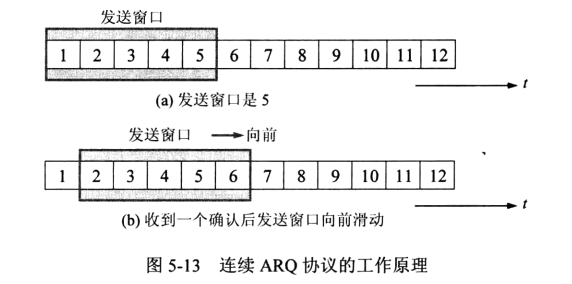 发送窗口
1 2 3 4 5 6 7 8 9 10 11 12
t
(a) 发送窗口是 5
发送窗口 向前
1 2 3 4 5 6 7 8 9 10 11 12
t
(b) 收到一个确认后发送窗口向前滑动
图 5-13 连续 ARQ 协议的工作原理